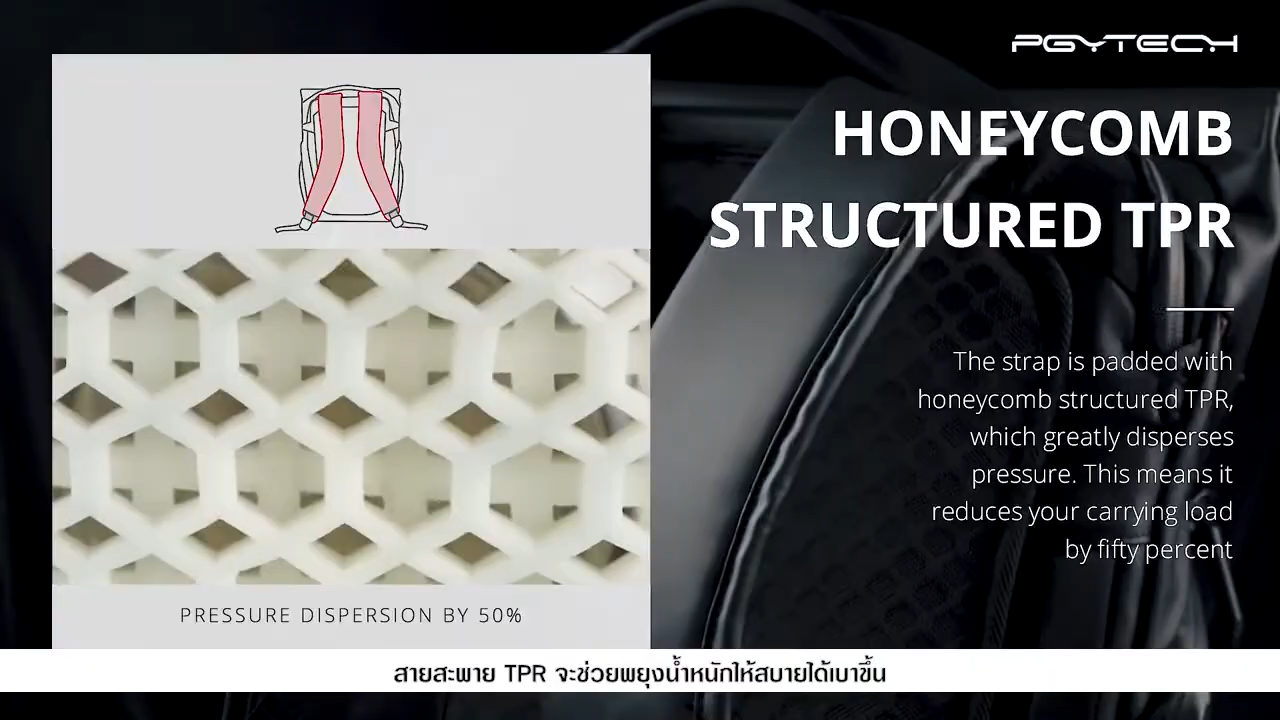 PGYTECH
HONEYCOMB
STRUCTURED TPR
The strap is padded with
honeycomb structured TPR,
which greatly disperses
pressure. This means it
reduces your carrying load
by fifty percent
PRESSURE DISPERSION BY 50%
สายสะพาย TPR จะช่วยพยุงน้ำหนักให้สบายได้เบาขึ้น